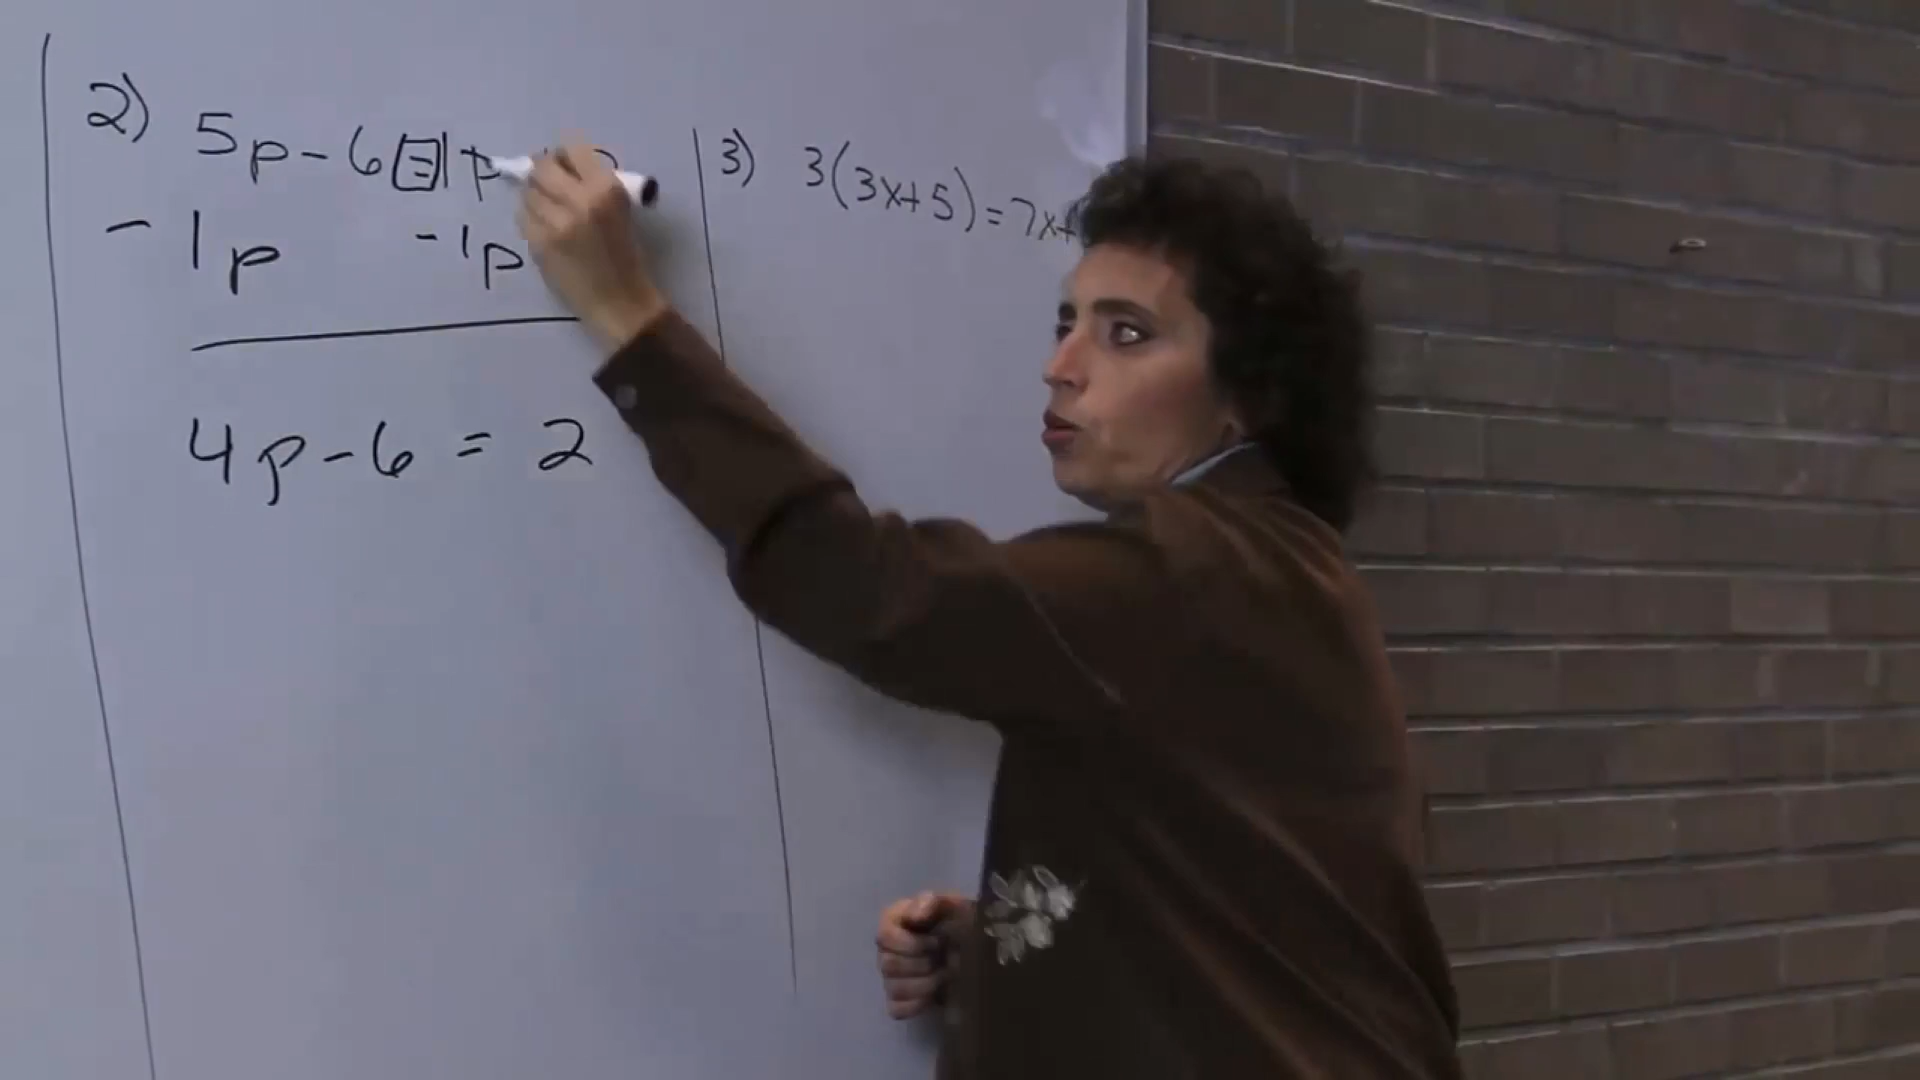 2) 5p-6=1p
-1p -1p
4p-6 = 2
3) 3(3x+5)=7x+